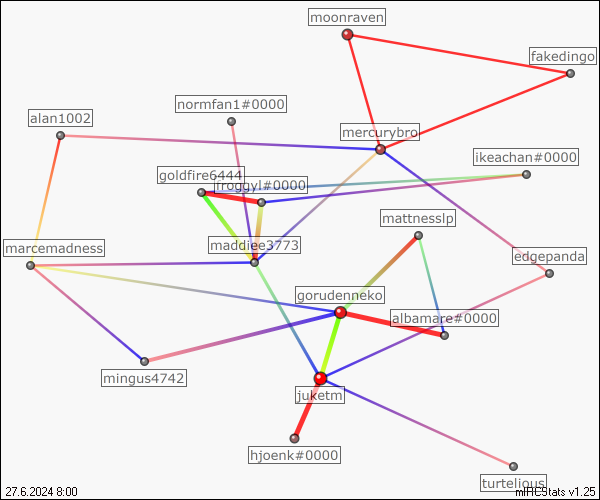 moonraven
fakedingo
normfan1#0000
alan1002
mercurybro
ikeachan#0000
goldfire6444
froggy1#0000
mattnesslp
marcemadness
maddiee3773
edgepanda
gorudenneko
albamare#0000
mingus4742
juketm
hjoenk#0000
turtelious
27.6.2024 8:00
mIRCStats v1.25